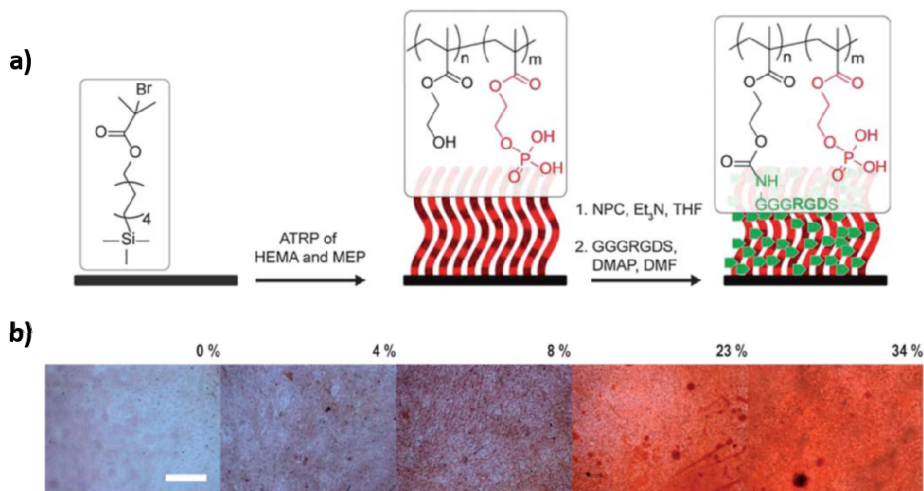 a)
Br
O
O
4
Si
ATRP of
HEMA and MEP
n
m
O
O
O
O
OH
O
P
OH
O
OH
1. NPC, Et₃N, THF
2. GGGRGDS,
DMAP, DMF
n
m
O
O
O
O
O
O
NH
O
P
OH
O
OH
GGGRGDS
b)
0 %
4 %
8 %
23 %
34 %